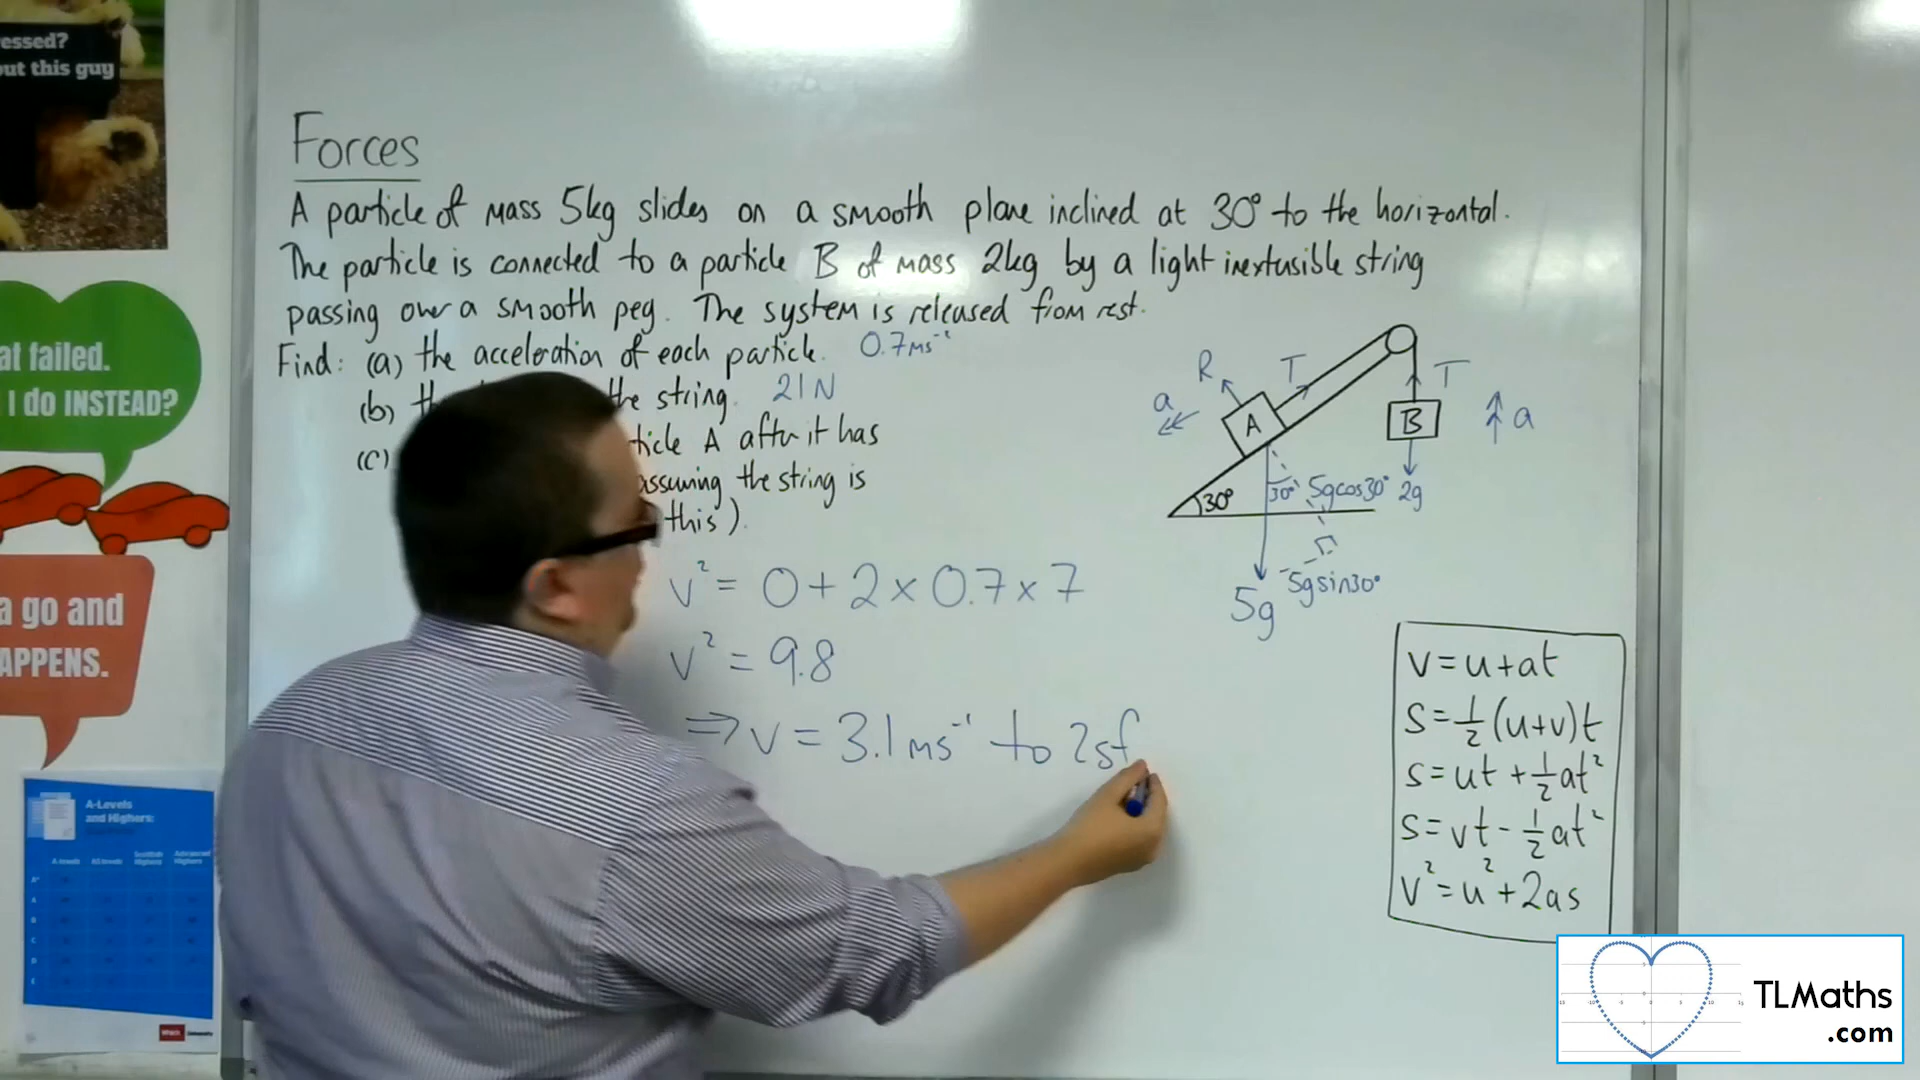 essed?
out this guy
at failed.
I do INSTEAD?
a go and
APPENS.
A-Levels
and Highers:
Forces
A particle of mass 5kg slides on a smooth plane inclined at 30° to the horizontal.
The particle is connected to a particle B of mass 2kg by a light inextensible string
passing over a smooth peg. The system is released from rest.
Find: (a) the acceleration of each particle. 0.7ms⁻²
(b) the string. 21N
(c) ticle A after it has
assuming the string is
this).
v² = 0 + 2 × 0.7 × 7
v² = 9.8
⇒ v = 3.1ms⁻¹ to 2sf
a
R
T
A
T
B
a
30°
30°
5gcos30°
2g
5gsin30°
5g
v = u + at
s = ½(u+v)t
s = ut + ½at²
s = vt - ½at²
v² = u² + 2as
TLMaths
.com